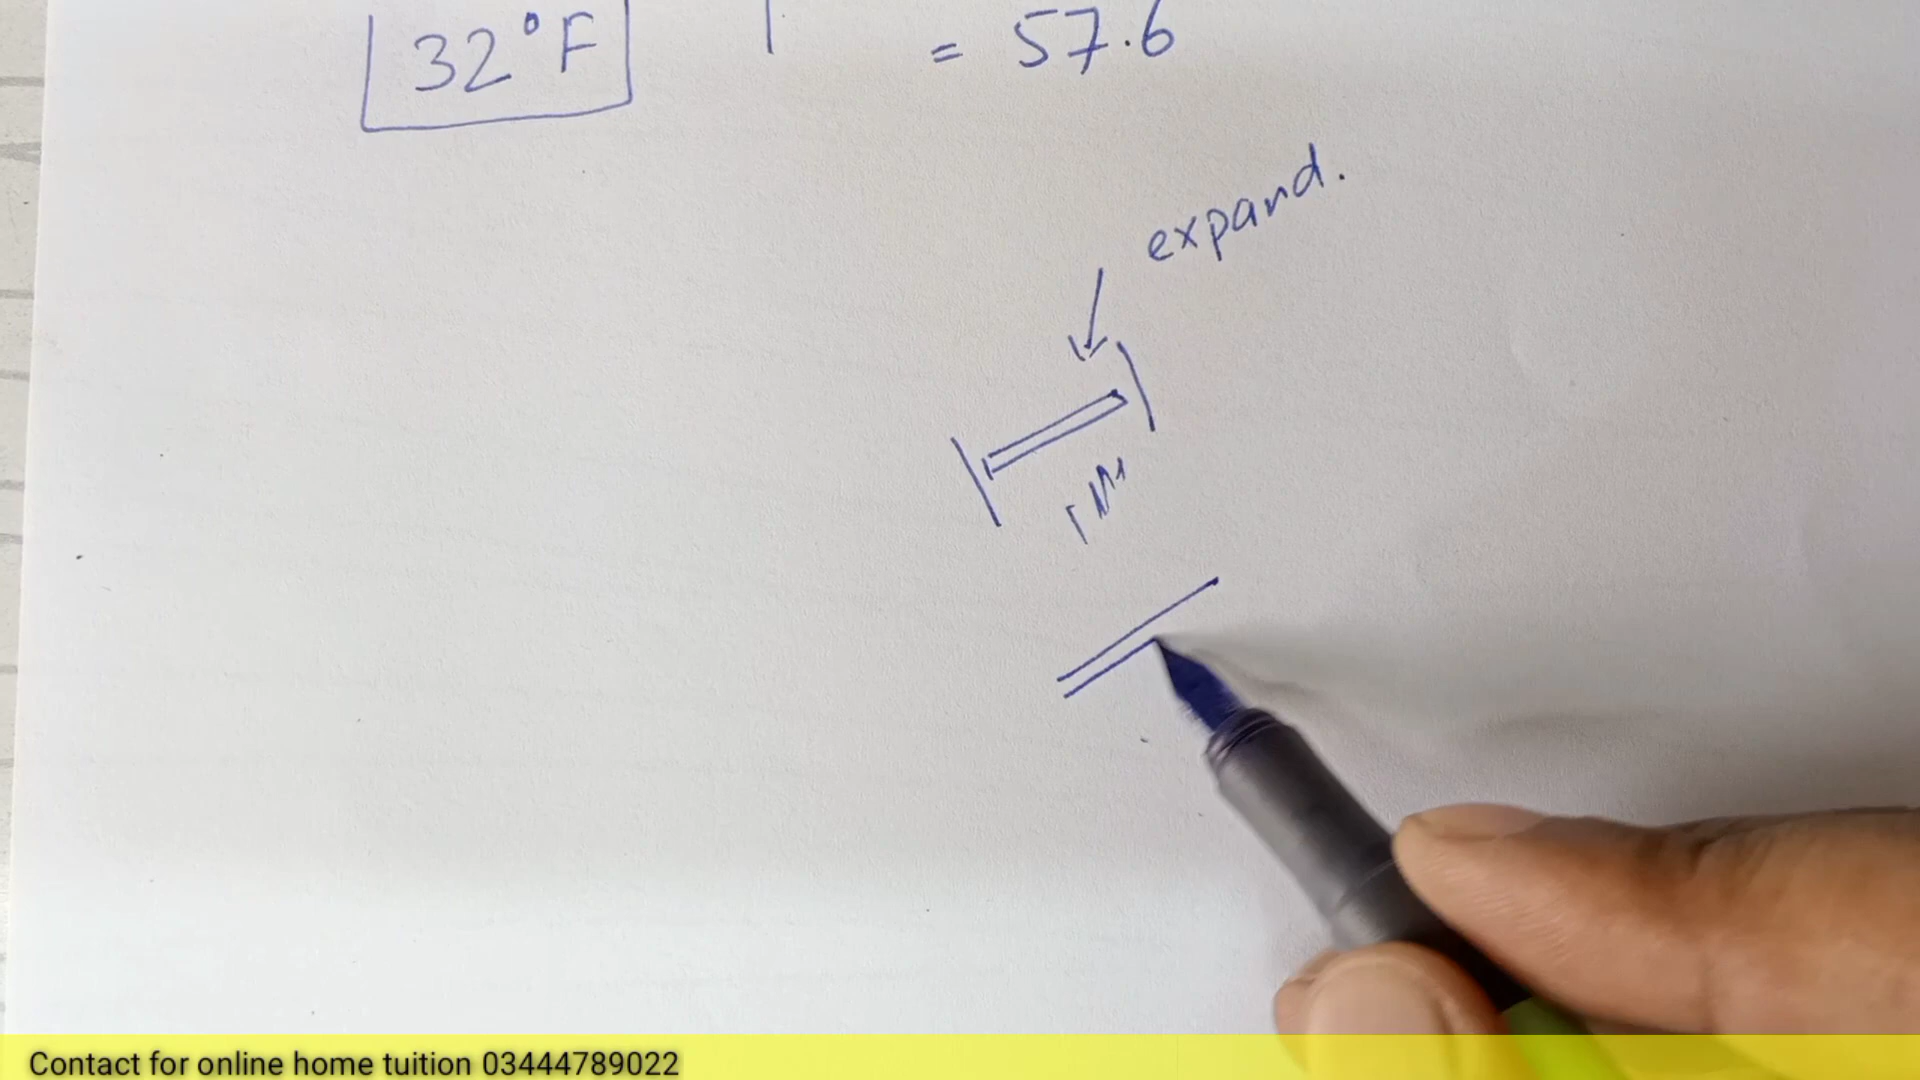 32°F
= 57.6
expand.
1M
Contact for online home tuition 03444789022